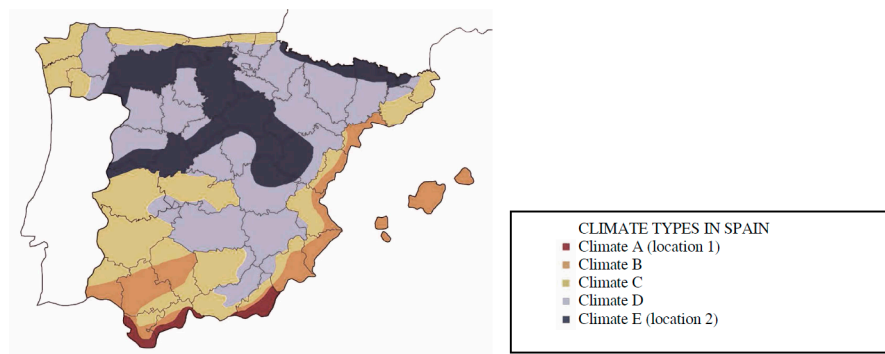 CLIMATE TYPES IN SPAIN
Climate A (location 1)
Climate B
Climate C
Climate D
Climate E (location 2)